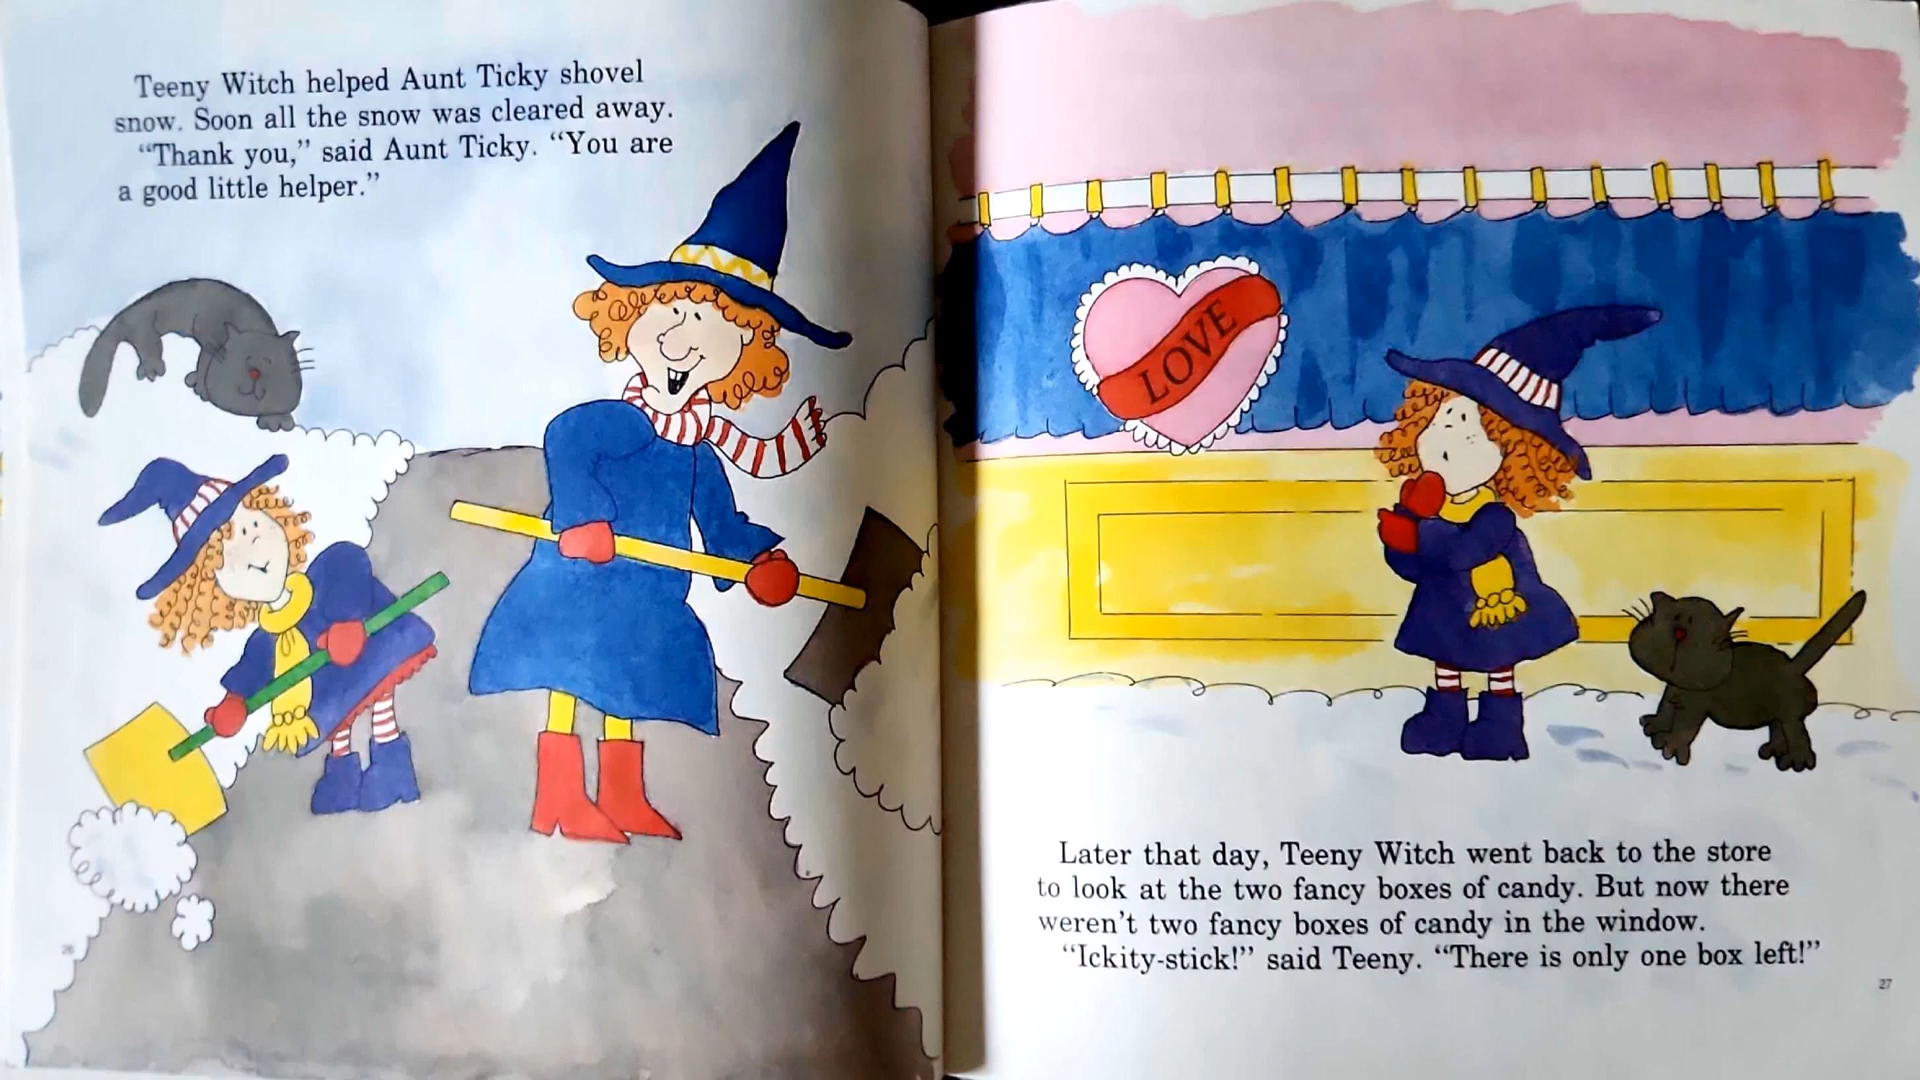 Teeny Witch helped Aunt Ticky shovel
snow. Soon all the snow was cleared away.
“Thank you,” said Aunt Ticky. “You are
a good little helper.”
26
LOVE
Later that day, Teeny Witch went back to the store
to look at the two fancy boxes of candy. But now there
weren’t two fancy boxes of candy in the window.
“Ickity-stick!” said Teeny. “There is only one box left!”
27